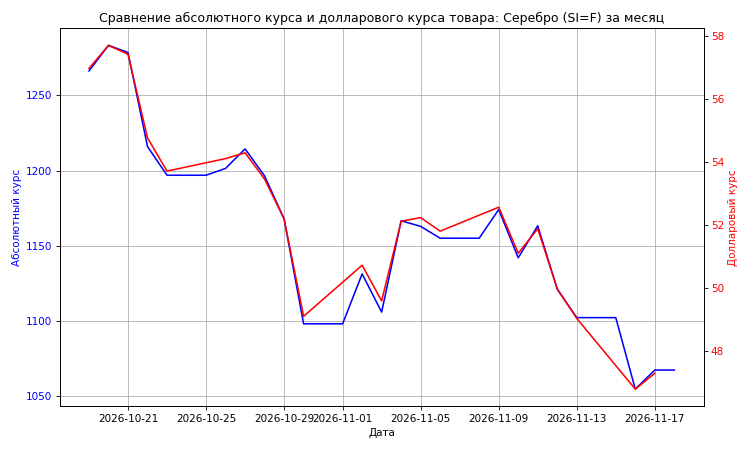 Сравнение абсолютного курса и долларового курса товара: Серебро (SI=F) за месяц
Абсолютный курс
1250
1200
1150
1100
1050
58
56
54
52
50
48
Долларовый курс
2026-10-21 2026-10-25 2026-10-29 2026-11-01 2026-11-05 2026-11-09 2026-11-13 2026-11-17
Дата